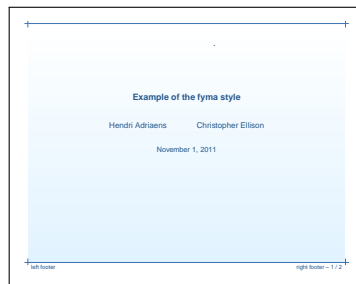 Example of the fyma style
Hendri Adriaens Christopher Ellison
November 1, 2011
left footer right footer – 1 / 2